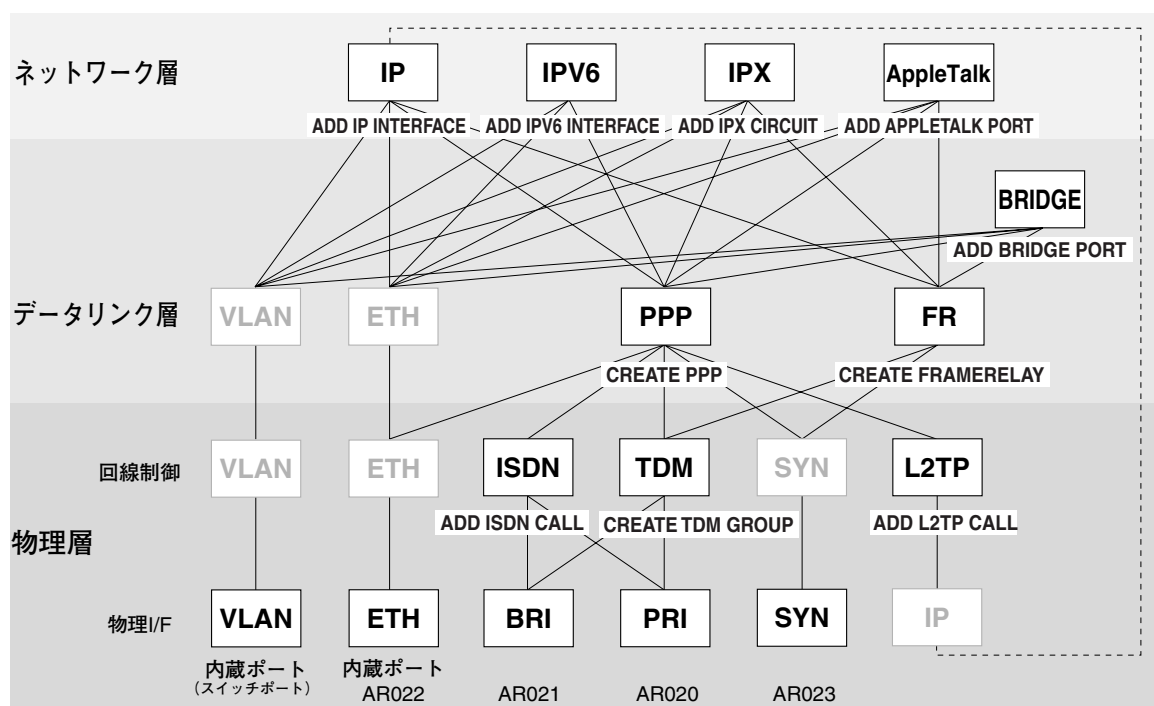 ネットワーク層
IP
IPV6
IPX
AppleTalk
ADD IP INTERFACE
ADD IPV6 INTERFACE
ADD IPX CIRCUIT
ADD APPLETALK PORT
BRIDGE
ADD BRIDGE PORT
データリンク層
VLAN
ETH
PPP
FR
CREATE PPP
CREATE FRAMERELAY
回線制御
VLAN
ETH
ISDN
TDM
SYN
L2TP
ADD ISDN CALL
CREATE TDM GROUP
ADD L2TP CALL
物理層
物理I/F
VLAN
ETH
BRI
PRI
SYN
IP
内蔵ポート
(スイッチポート)
内蔵ポート
AR022
AR021
AR020
AR023